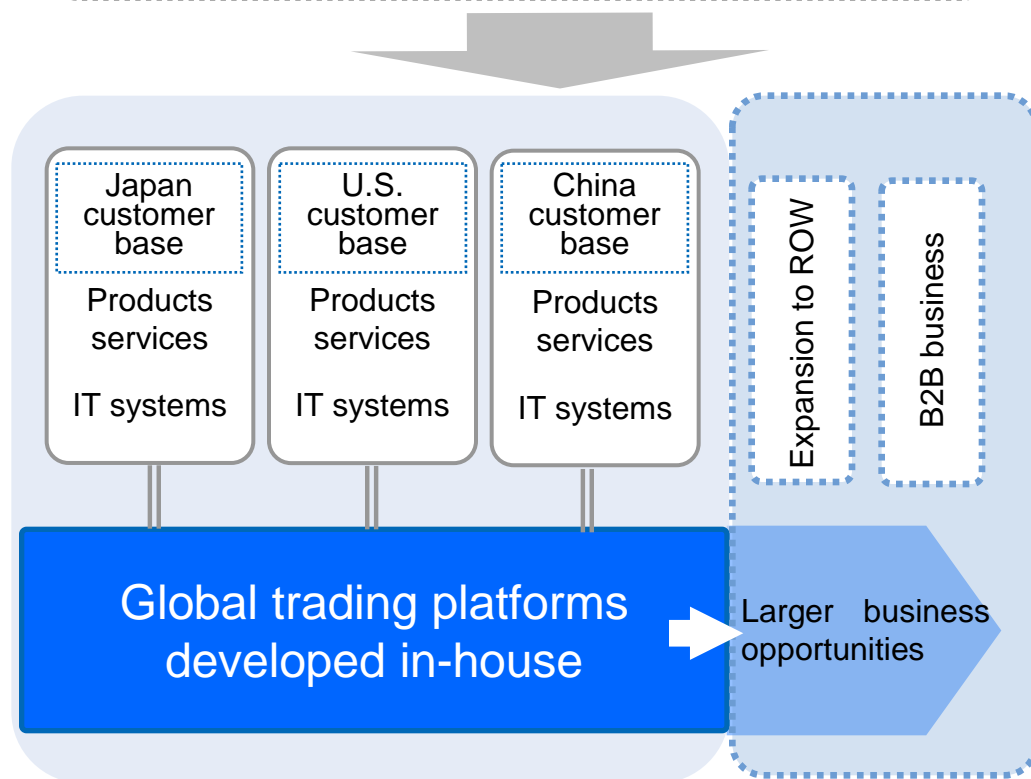 Japan
customer
base
Products
services
IT systems
U.S.
customer
base
Products
services
IT systems
China
customer
base
Products
services
IT systems
Expansion to ROW
B2B business
Global trading platforms
developed in-house
Larger business
opportunities